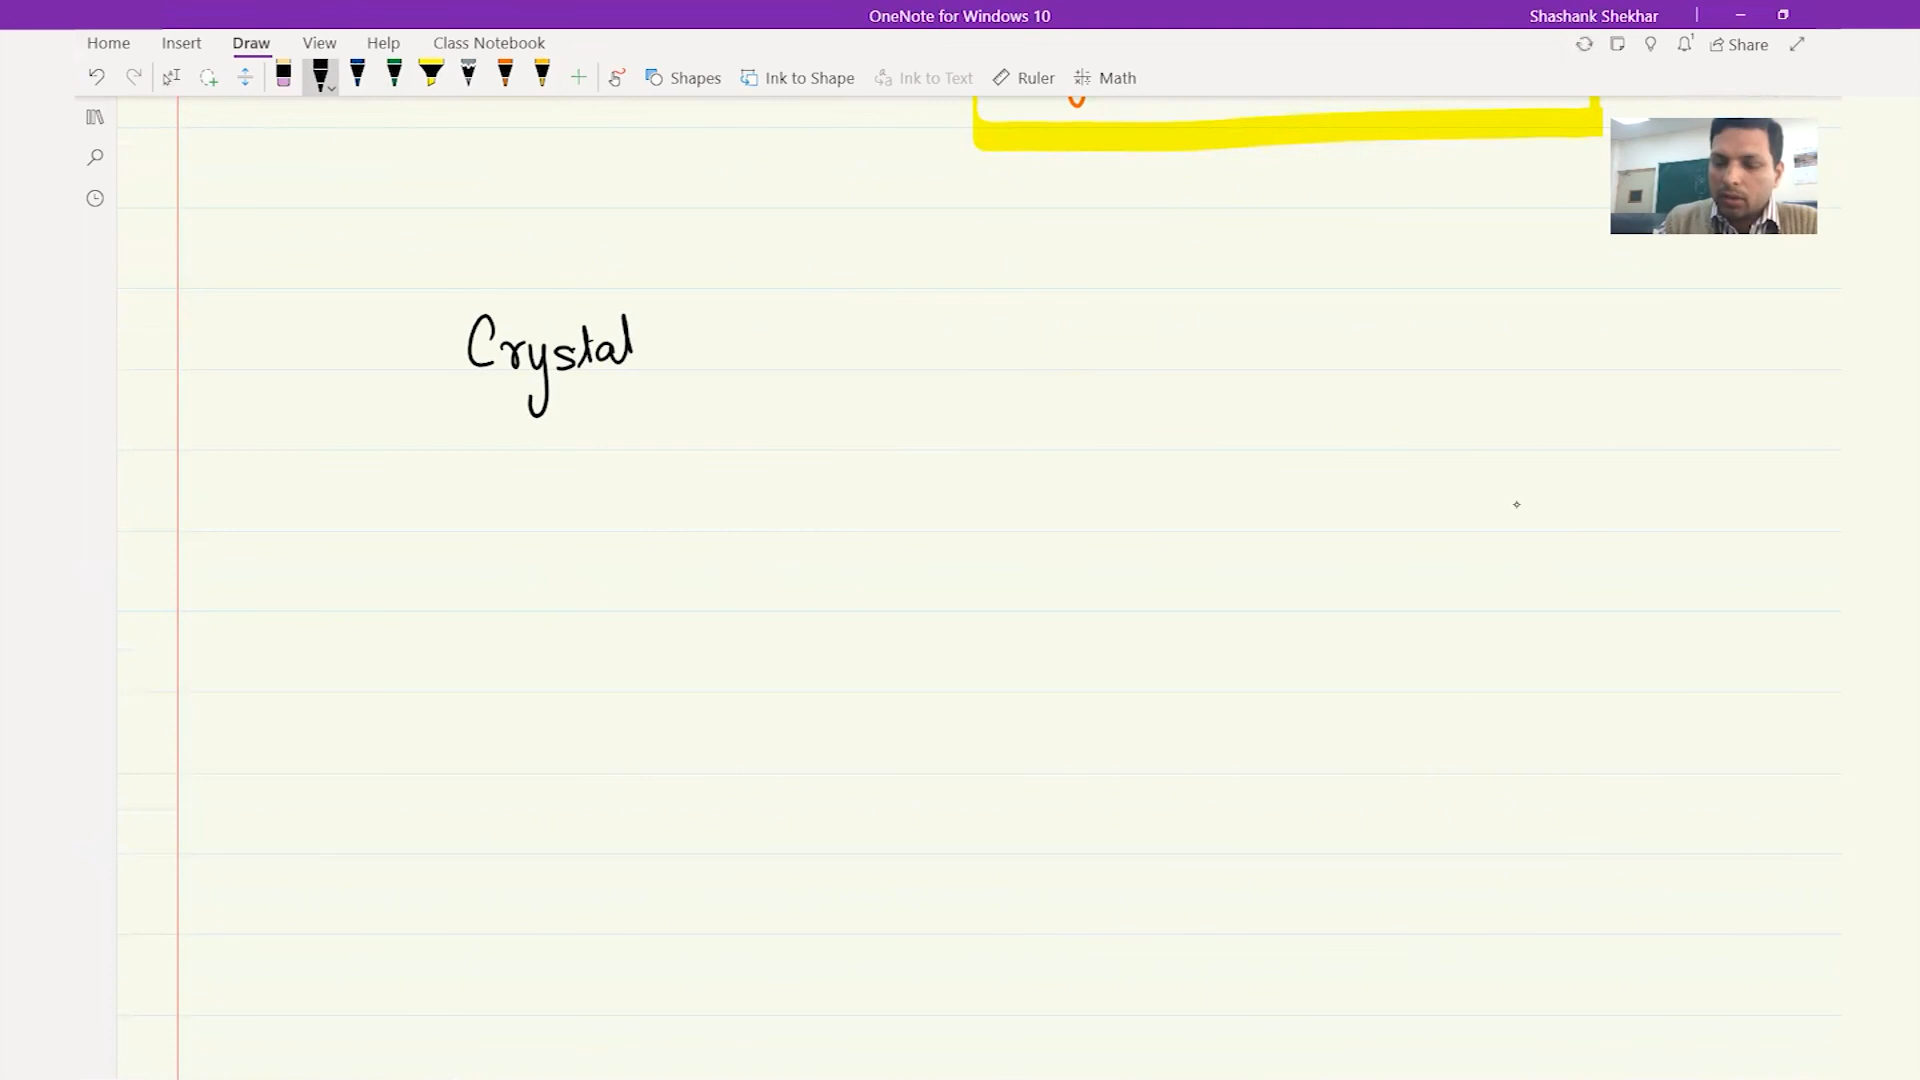 OneNote for Windows 10
Shashank Shekhar
Home Insert Draw View Help Class Notebook
Share
Shapes Ink to Shape Ink to Text Ruler Math
Crystal